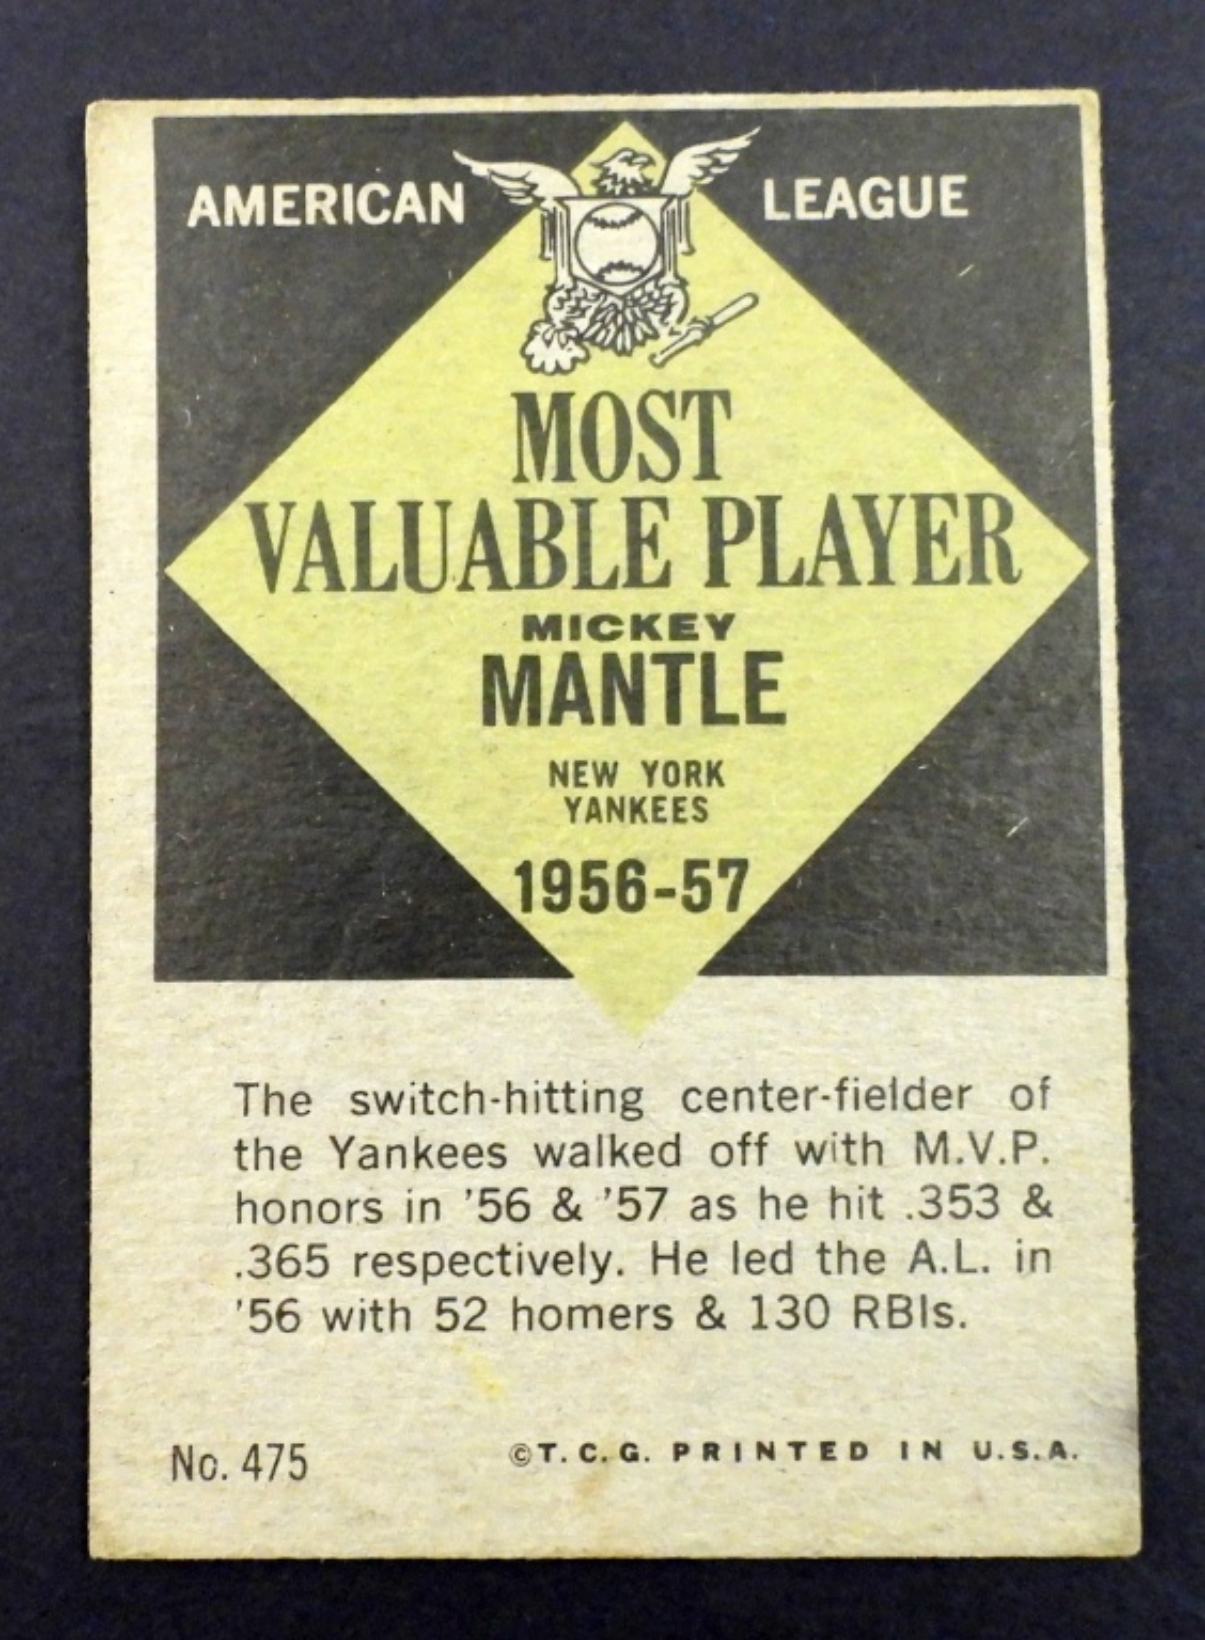 AMERICAN LEAGUE
MOST
VALUABLE PLAYER
MICKEY
MANTLE
NEW YORK
YANKEES
1956-57
The switch-hitting center-fielder of
the Yankees walked off with M.V.P.
honors in '56 & '57 as he hit .353 &
.365 respectively. He led the A.L. in
'56 with 52 homers & 130 RBIs.
No. 475
©T.C.G. PRINTED IN U.S.A.